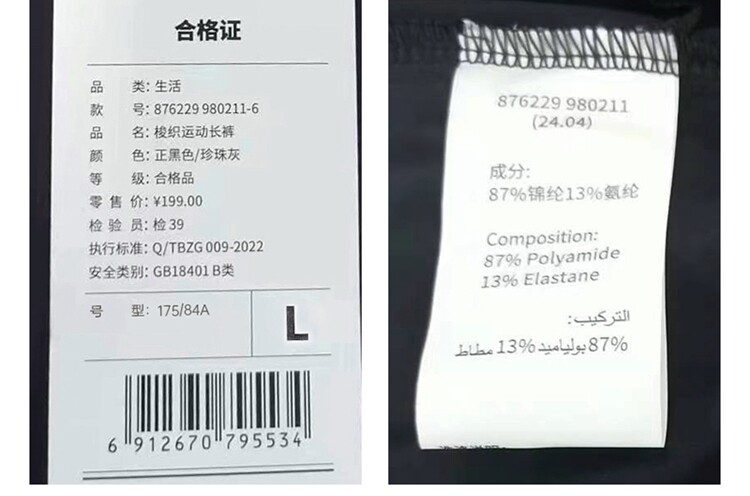 合格证
品 类: 生活
款 号: 876229 980211-6
品 名: 梭织运动长裤
颜 色: 正黑色/珍珠灰
等 级: 合格品
零 售 价: ¥199.00
检 验 员: 检 39
执行标准: Q/TBZG 009-2022
安全类别: GB18401 B类
号 型: 175/84A
L
6 912670 795534
876229 980211
(24.04)
成分:
87%锦纶13%氨纶
Composition:
87% Polyamide
13% Elastane
التركيب:
87%بولياميد 13% مطاط